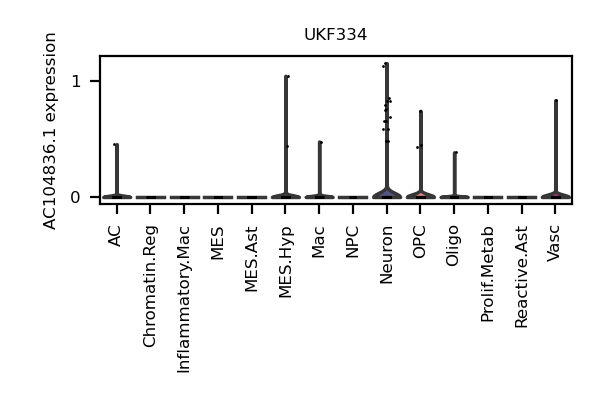 UKF334
AC104836.1 expression
1
0
AC
Chromatin.Reg
Inflammatory.Mac
MES
MES.Ast
MES.Hyp
Mac
NPC
Neuron
OPC
Oligo
Prolif.Metab
Reactive.Ast
Vasc